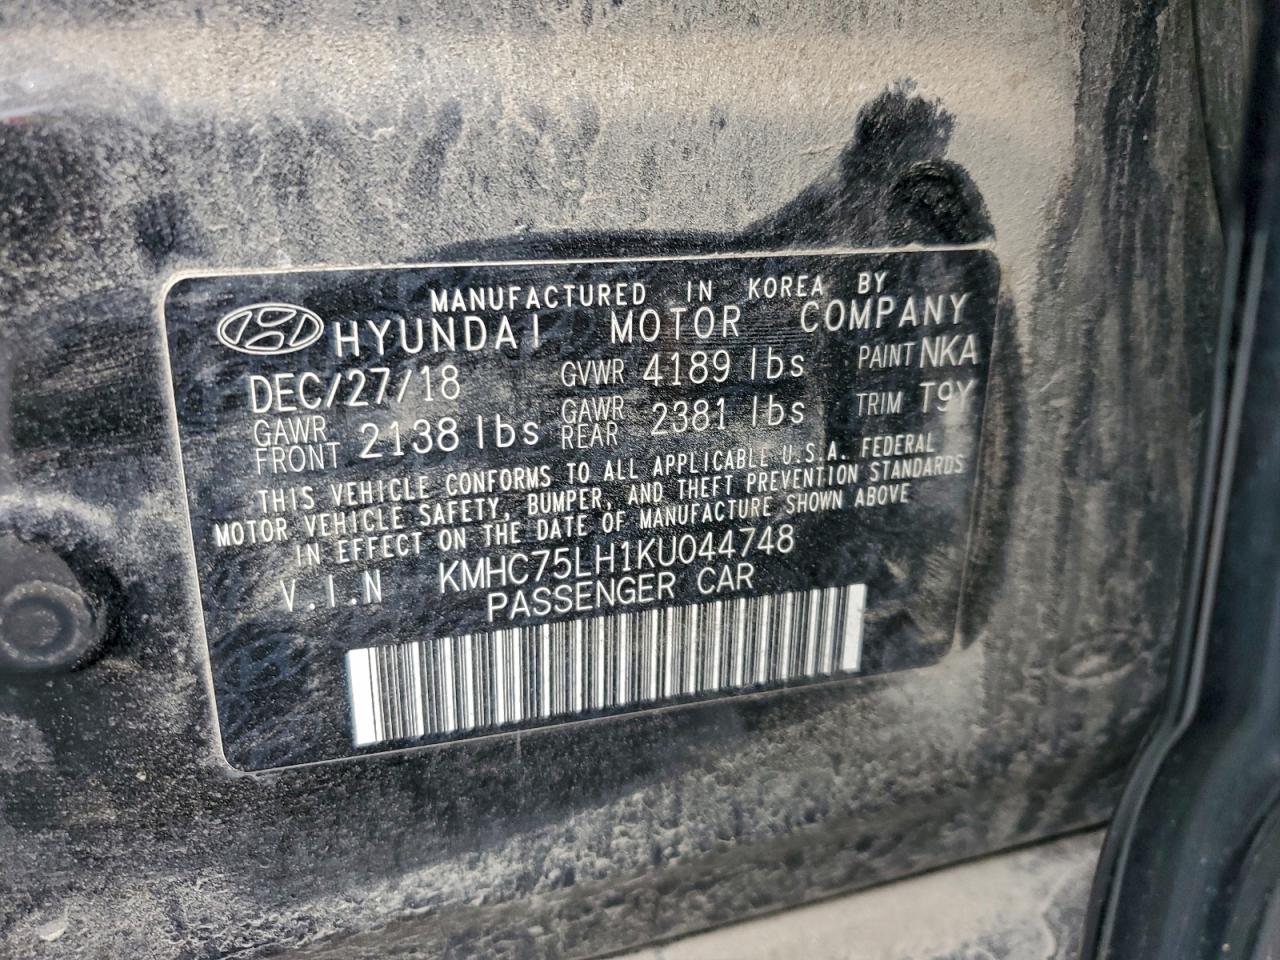 MANUFACTURED IN KOREA BY
HYUNDAI MOTOR COMPANY
DEC/27/18 GVWR 4189 lbs PAINT NKA
GAWR FRONT 2138 lbs GAWR REAR 2381 lbs TRIM T9Y
THIS VEHICLE CONFORMS TO ALL APPLICABLE U.S.A. FEDERAL
MOTOR VEHICLE SAFETY, BUMPER, AND THEFT PREVENTION STANDARDS
IN EFFECT ON THE DATE OF MANUFACTURE SHOWN ABOVE
V.I.N KMHC75LH1KU044748
PASSENGER CAR